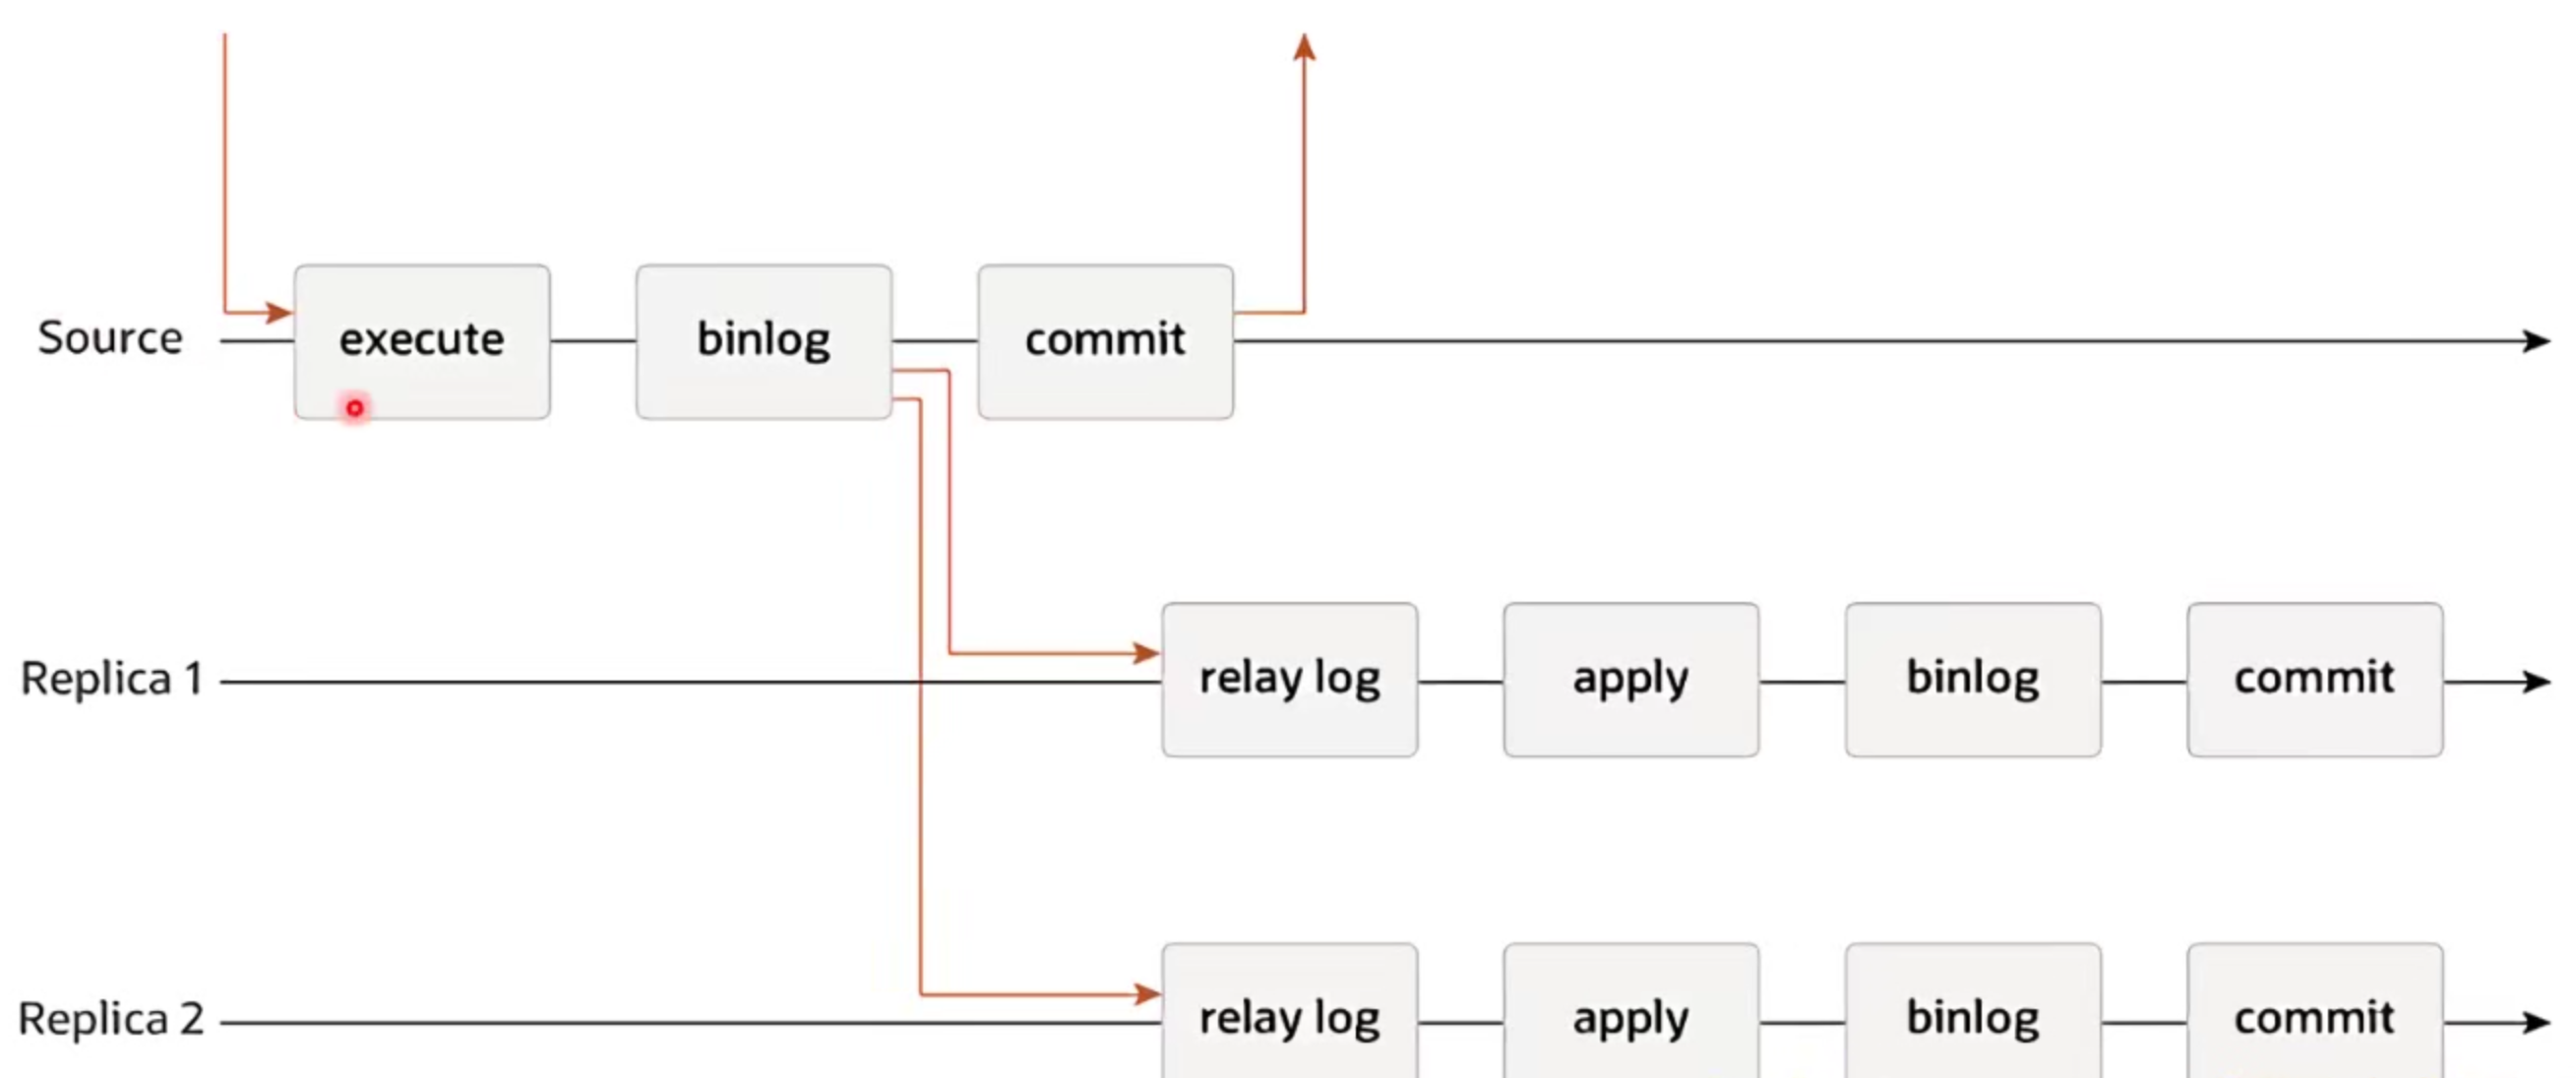 Source execute binlog commit
Replica 1 relay log apply binlog commit
Replica 2 relay log apply binlog commit